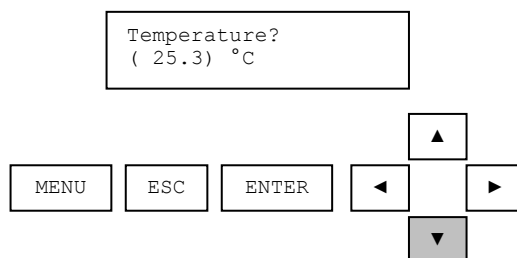 Temperature?
( 25.3) °C
▲
MENU ESC ENTER ◄ ►
▼